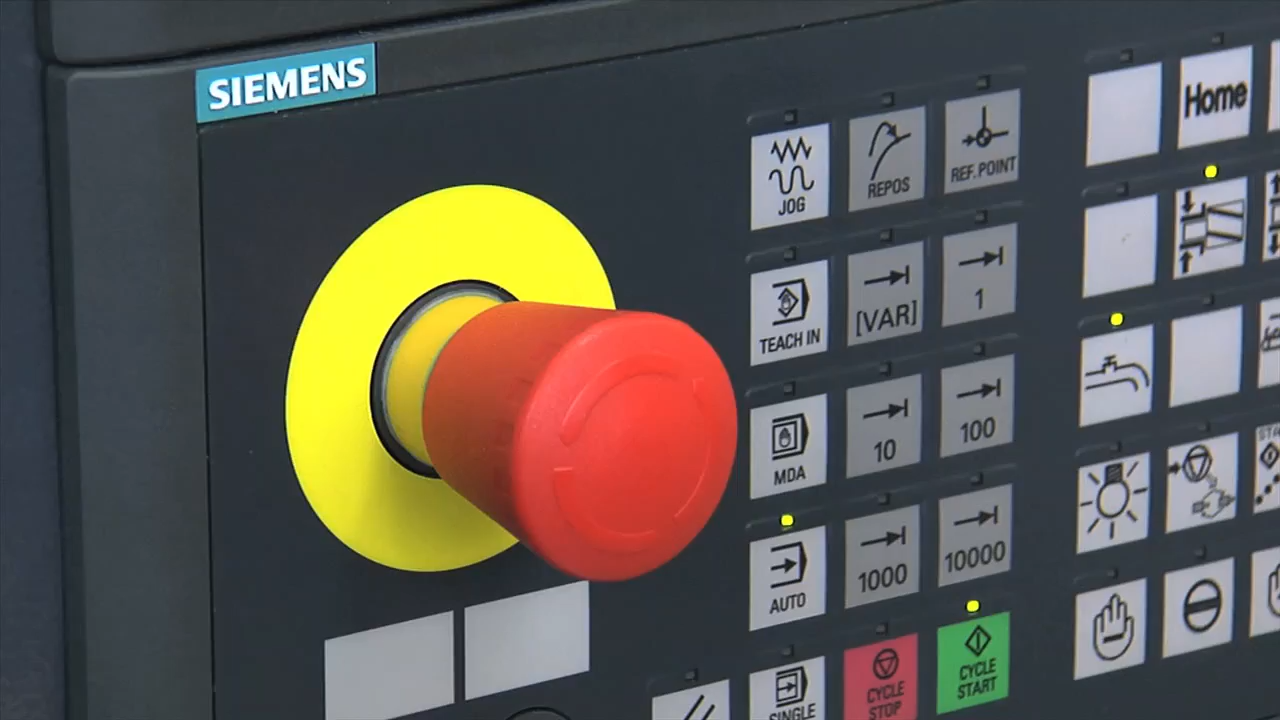 SIEMENS
Home
JOG
REPOS
REF. POINT
TEACH IN
[VAR]
1
MDA
10
100
AUTO
1000
10000
SINGLE
CYCLE
STOP
CYCLE
START